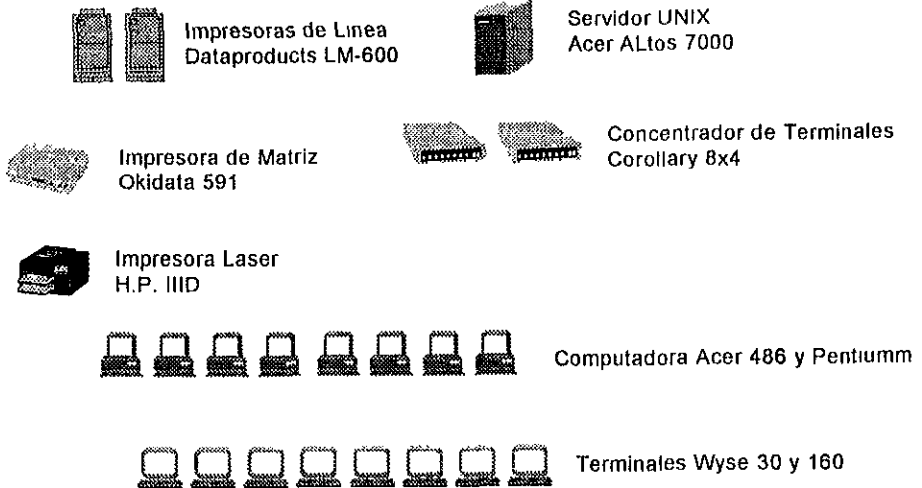 Impresoras de Linea
Dataproducts LM-600
Servidor UNIX
Acer ALtos 7000
Impresora de Matriz
Okidata 591
Concentrador de Terminales
Corollary 8x4
Impresora Laser
H.P. IIID
Computadora Acer 486 y Pentiumm
Terminales Wyse 30 y 160